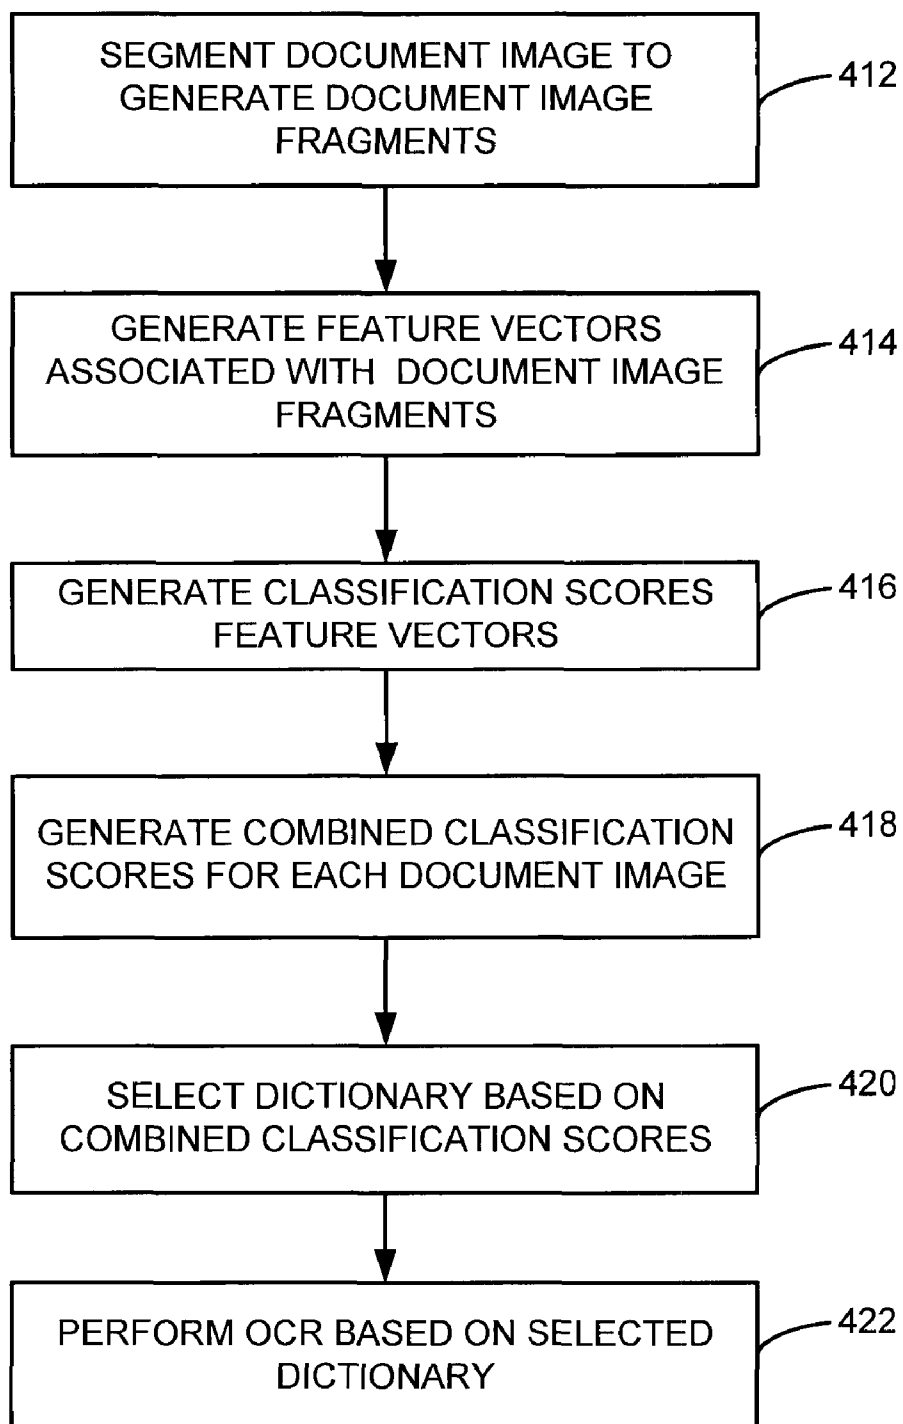 SEGMENT DOCUMENT IMAGE TO
GENERATE DOCUMENT IMAGE
FRAGMENTS
412
GENERATE FEATURE VECTORS
ASSOCIATED WITH DOCUMENT IMAGE
FRAGMENTS
414
GENERATE CLASSIFICATION SCORES
FEATURE VECTORS
416
GENERATE COMBINED CLASSIFICATION
SCORES FOR EACH DOCUMENT IMAGE
418
SELECT DICTIONARY BASED ON
COMBINED CLASSIFICATION SCORES
420
PERFORM OCR BASED ON SELECTED
DICTIONARY
422